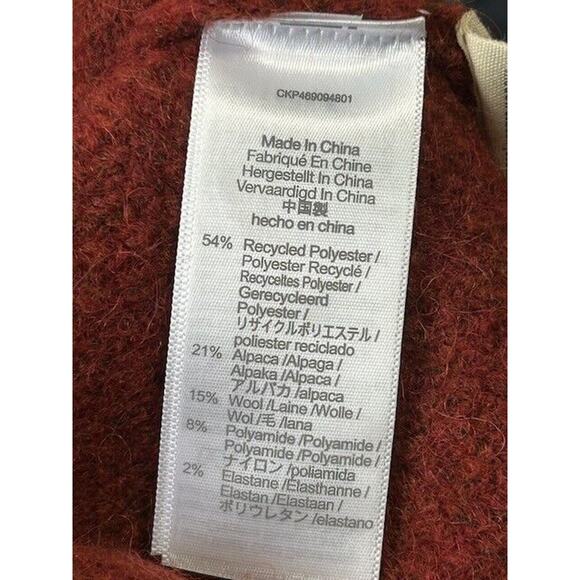 CKP469094801
Made In China
Fabriqué En Chine
Hergestellt In China
Vervaardigd In China
中国製
hecho en china
54% Recycled Polyester /
Polyester Recyclé /
Recyceltes Polyester /
Gerecycleerd
Polyester /
リサイクルポリエステル /
poliester reciclado
21% Alpaca /Alpaga /
Alpaka /Alpaca /
アルパカ /alpaca
15% Wool /Laine /Wolle /
Wol /毛 /lana
8% Polyamide /Polyamide /
Polyamide /Polyamide /
ナイロン /poliamida
2% Elastane /Elasthanne /
Elastan /Elastaan /
ポリウレタン /elastano